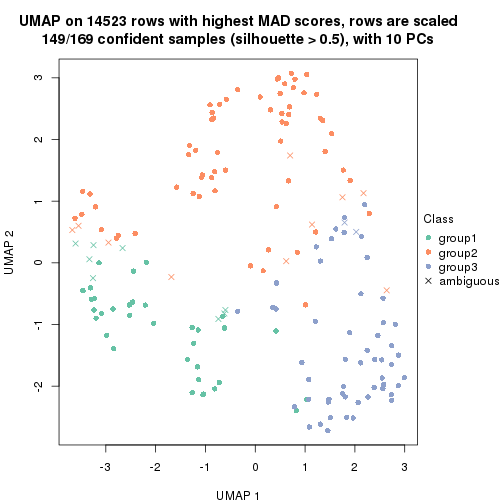 UMAP on 14523 rows with highest MAD scores, rows are scaled
149/169 confident samples (silhouette > 0.5), with 10 PCs
3
2
1
0
-1
-2
UMAP 2
-3
-2
-1
0
1
2
3
UMAP 1
Class
group1
group2
group3
ambiguous